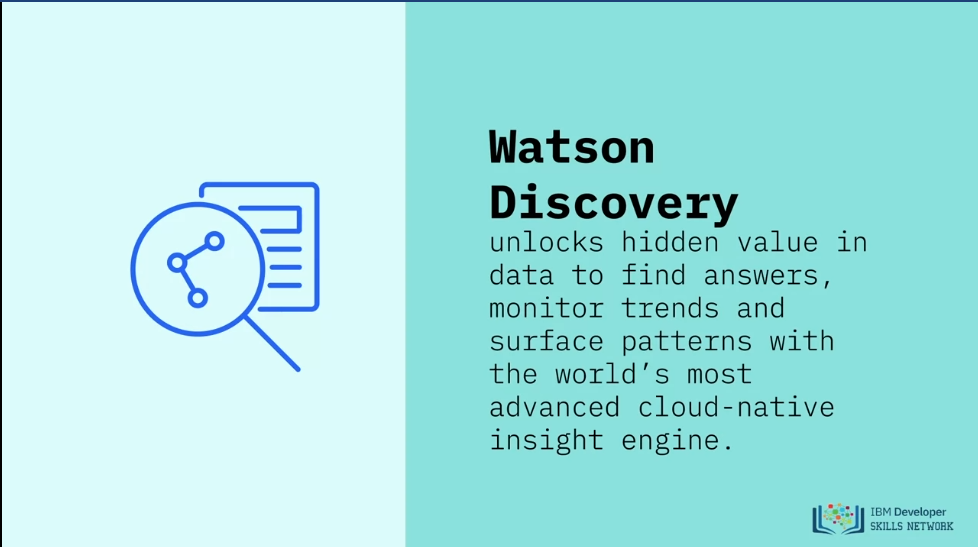 Watson
Discovery
unlocks hidden value in
data to find answers,
monitor trends and
surface patterns with
the world’s most
advanced cloud-native
insight engine.
IBM Developer
SKILLS NETWORK